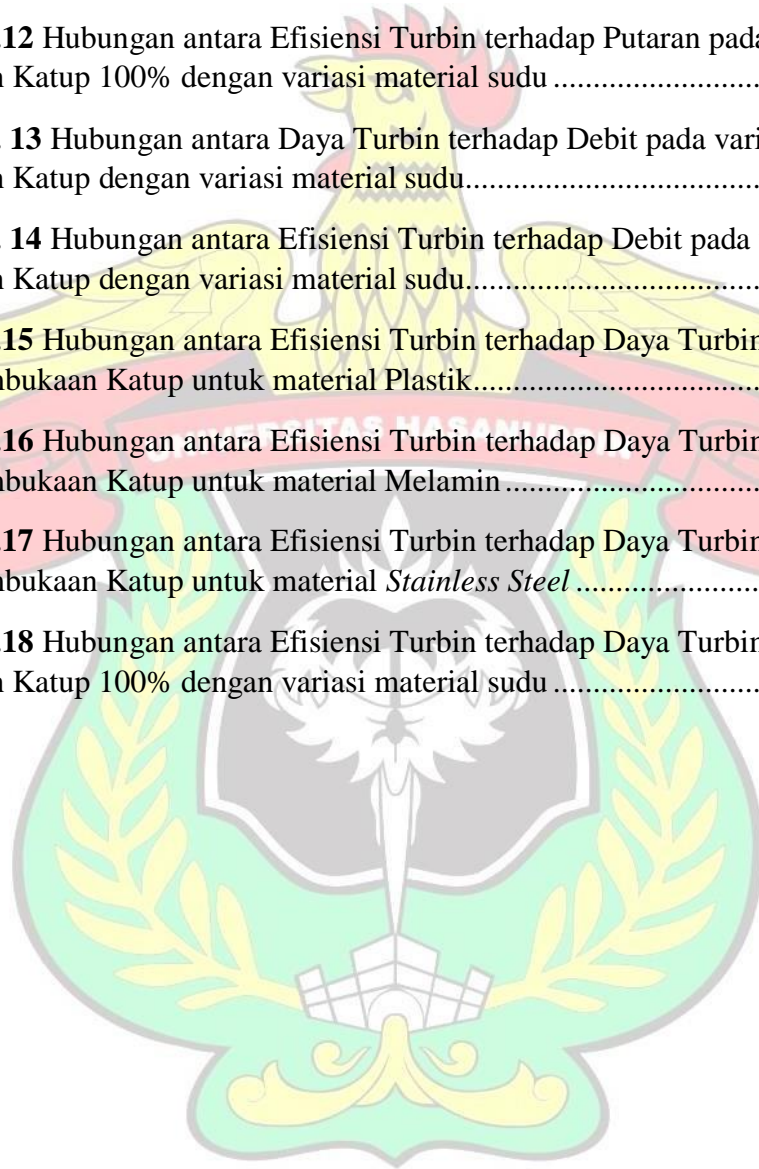 .12 Hubungan antara Efisiensi Turbin terhadap Putaran pada
n Katup 100% dengan variasi material sudu ........................
. 13 Hubungan antara Daya Turbin terhadap Debit pada vari
n Katup dengan variasi material sudu...................................
. 14 Hubungan antara Efisiensi Turbin terhadap Debit pada
n Katup dengan variasi material sudu...................................
.15 Hubungan antara Efisiensi Turbin terhadap Daya Turbin
nbukaan Katup untuk material Plastik..................................
.16 Hubungan antara Efisiensi Turbin terhadap Daya Turbin
UNIVERSITAS HASANUDDIN
nbukaan Katup untuk material Melamin ..............................
.17 Hubungan antara Efisiensi Turbin terhadap Daya Turbin
nbukaan Katup untuk material Stainless Steel .....................
.18 Hubungan antara Efisiensi Turbin terhadap Daya Turbin
n Katup 100% dengan variasi material sudu ........................